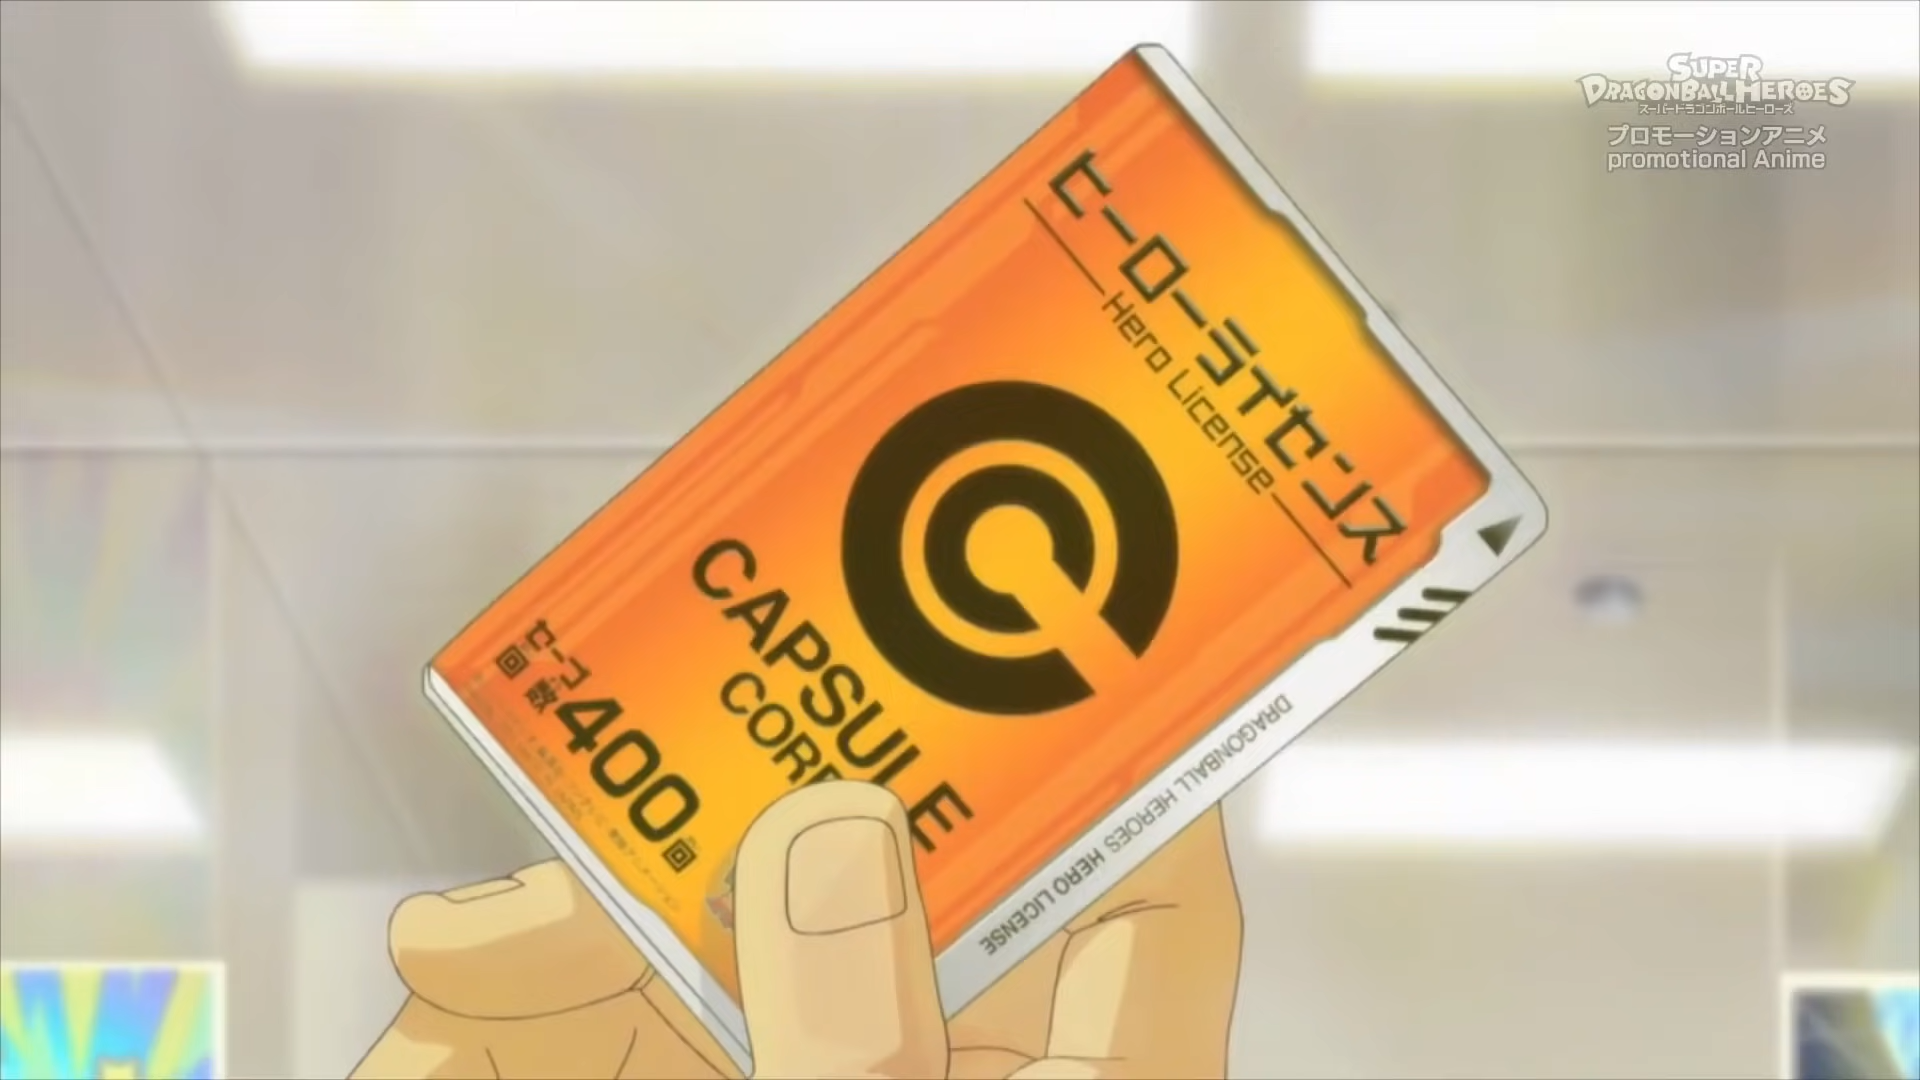 SUPER
DRAGONBALL HEROES
スーパードラゴンボールヒーローズ
プロモーションアニメ
promotional Anime
ヒーローライセンス
Hero License
CAPSULE
CORP
セーブ
回数 400回
DRAGONBALL HEROES HERO LICENSE